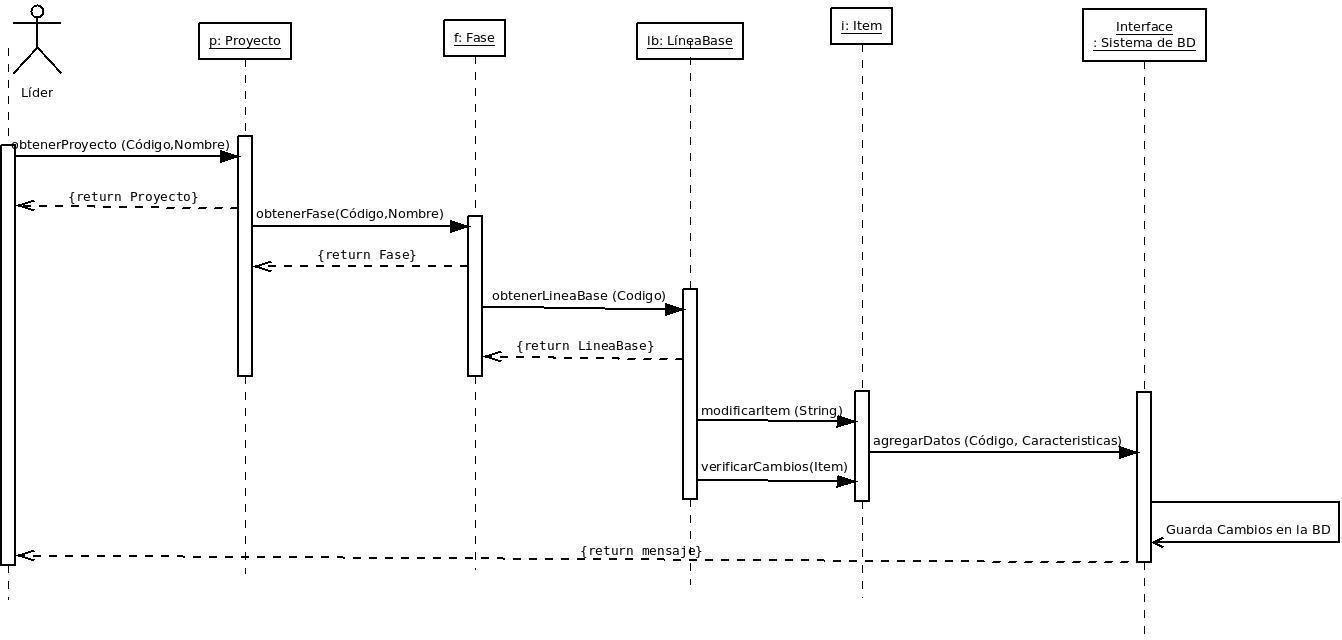 p: Proyecto
f: Fase
lb: LíneaBase
i: Item
Interface
: Sistema de BD
Líder
obtenerProyecto (Código,Nombre)
{return Proyecto}
obtenerFase(Código,Nombre)
{return Fase}
obtenerLineaBase (Codigo)
{return LineaBase}
modificarItem (String)
agregarDatos (Código, Caracteristicas)
verificarCambios(Item)
Guarda Cambios en la BD
{return mensaje}